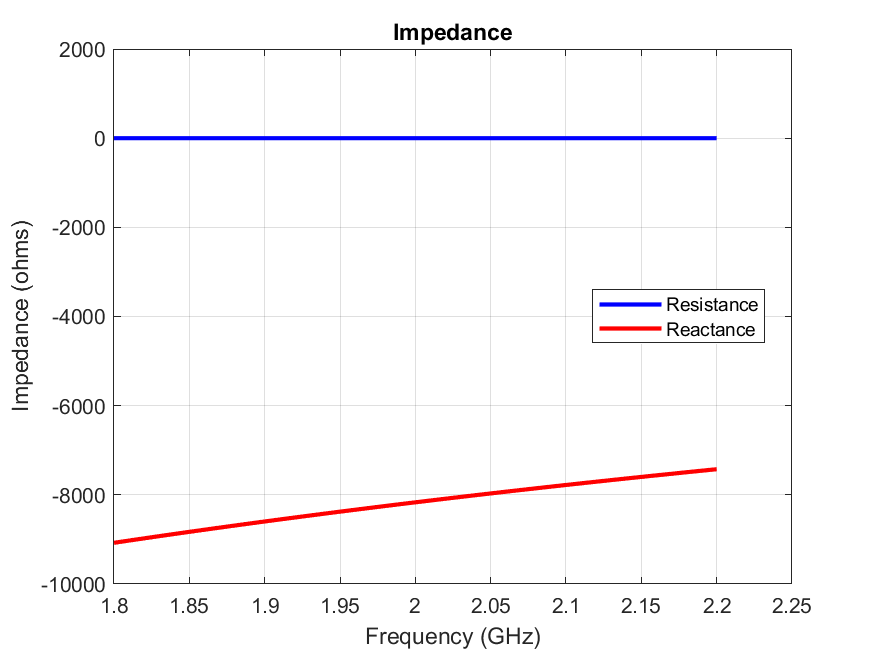 Impedance
2000
0
-2000
-4000
-6000
-8000
-10000
Impedance (ohms)
Resistance
Reactance
1.8 1.85 1.9 1.95 2 2.05 2.1 2.15 2.2 2.25
Frequency (GHz)